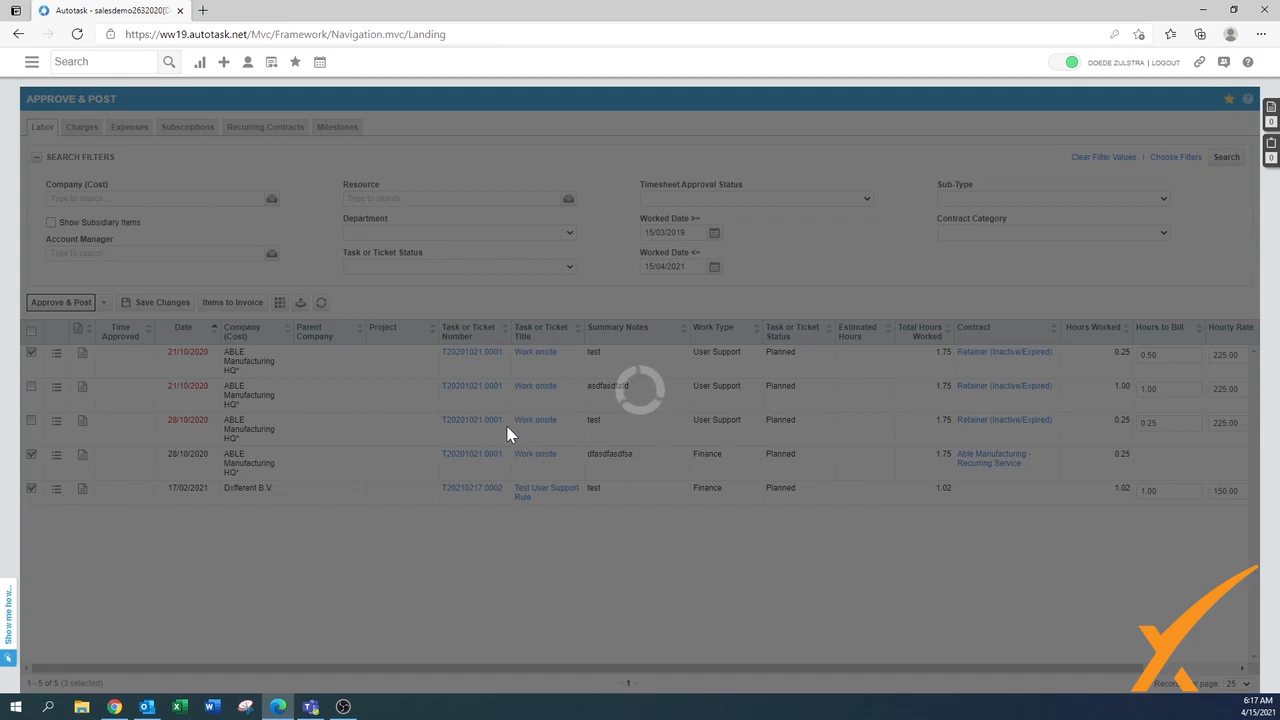 Autotask - salesdemo2632020[D
https://ww19.autotask.net/Mvc/Framework/Navigation.mvc/Landing
Search
DOEDE ZIJLSTRA | LOGOUT
APPROVE & POST
Labor Charges Expenses Subscriptions Recurring Contracts Milestones
SEARCH FILTERS
Clear Filter Values | Choose Filters Search
Company (Cost) Resource Timesheet Approval Status Sub-Type
Type to search... Type to search...
Show Subsidiary Items Department Worked Date >= Contract Category
15/03/2019
Account Manager Task or Ticket Status Worked Date <=
Type to search...
15/04/2021
Approve & Post Save Changes Items to Invoice
Time Approved Date Company (Cost) Parent Company Project Task or Ticket Number Task or Ticket Title Summary Notes Work Type Task or Ticket Status Estimated Hours Total Hours Worked Contract Hours Worked Hours to Bill Hourly Rate
21/10/2020 ABLE Manufacturing HQ* T20201021.0001 Work onsite test User Support Planned 1.75 Retainer (Inactive/Expired) 0.25 0.50 225.00
21/10/2020 ABLE Manufacturing HQ* T20201021.0001 Work onsite User Support Planned 1.75 Retainer (Inactive/Expired) 1.00 1.00 225.00
28/10/2020 ABLE Manufacturing HQ* T20201021.0001 Work onsite test User Support Planned 1.75 Retainer (Inactive/Expired) 0.25 0.25 225.00
28/10/2020 ABLE Manufacturing HQ* T20201021.0001 Work onsite dfasdfasdfsa Finance Planned 1.75 Able Manufacturing - Recurring Service 0.25
17/02/2021 Dxfferent B.V. T20210217.0002 Test User Support Rule test Finance Planned 1.02 1.02 1.00 150.00
Show me how...
1 - 5 of 5 (3 selected) 1 per page: 25
6:17 AM
4/15/2021